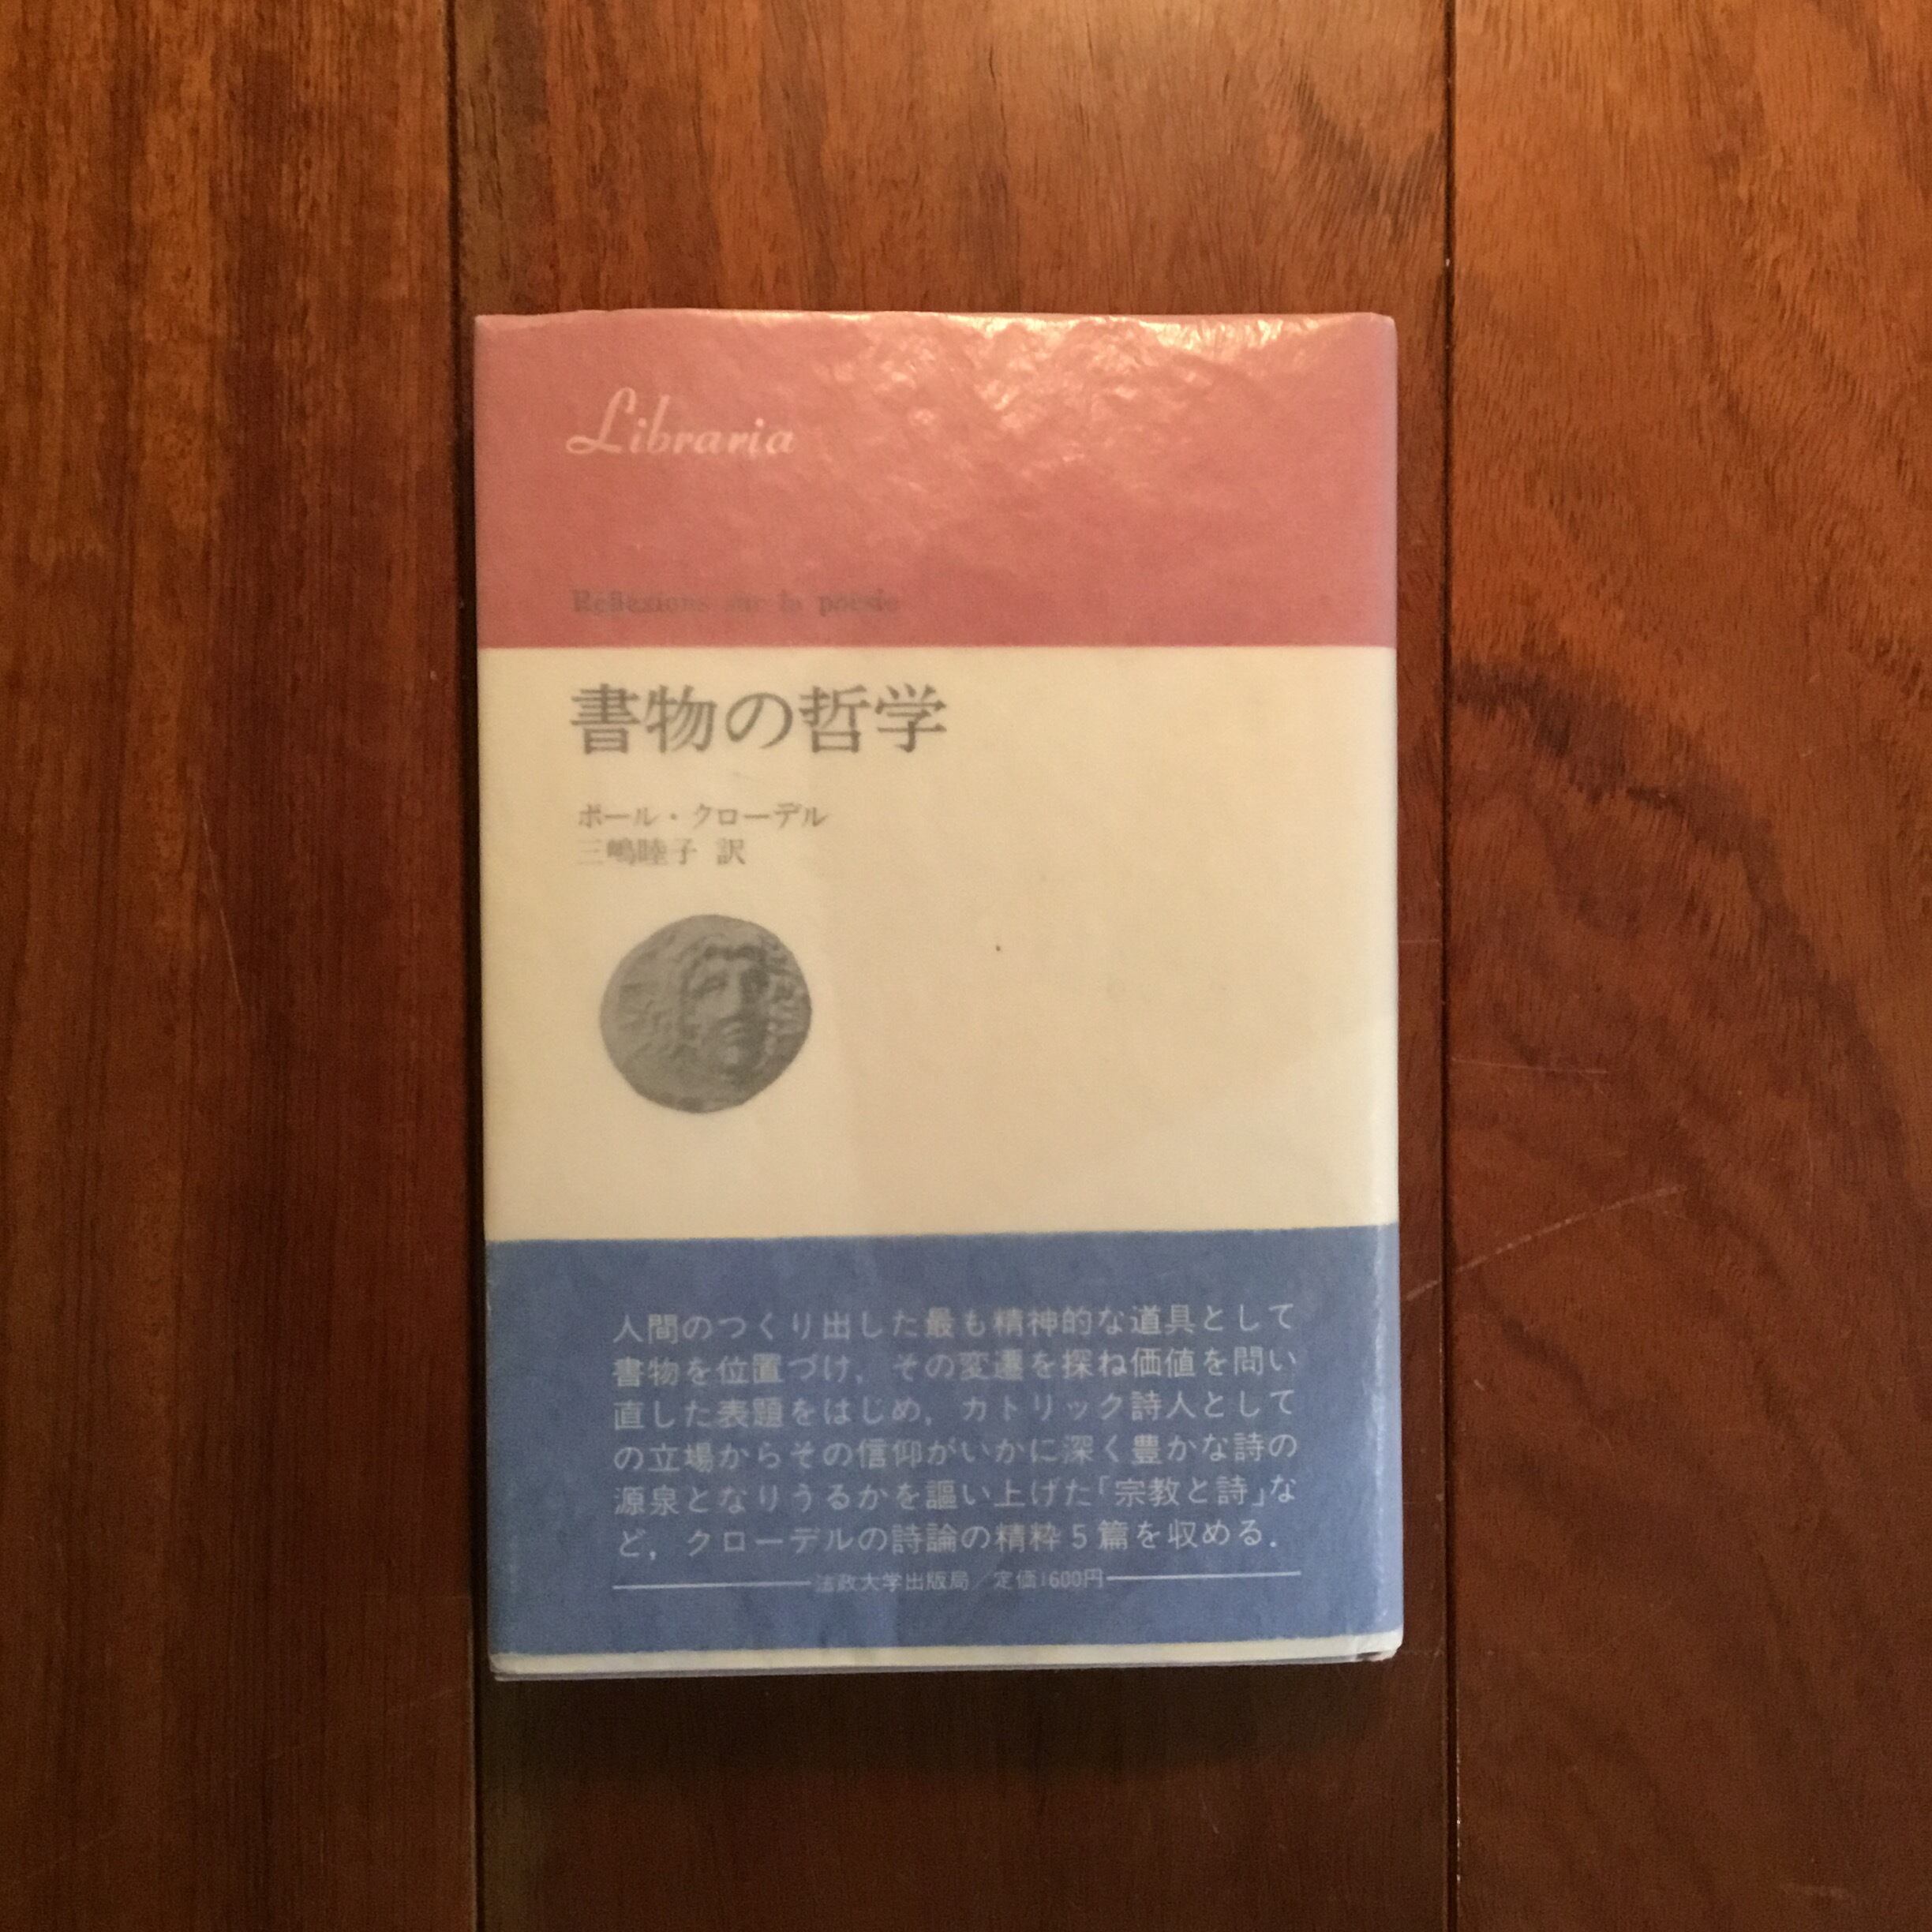 Libraria
Réflexions sur la poésie
書物の哲学
ポール・クローデル
三嶋睦子 訳
人間のつくり出した最も精神的な道具として
書物を位置づけ，その変遷を探ね価値を問い
直した表題をはじめ，カトリック詩人として
の立場からその信仰がいかに深く豊かな詩の
源泉となりうるかを謳い上げた「宗教と詩」な
ど，クローデルの詩論の精粋5篇を収める．
法政大学出版局／定価1600円